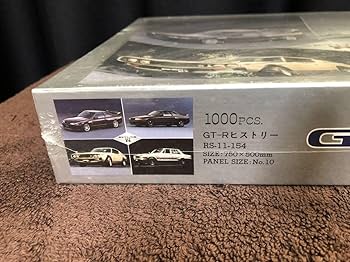 1000PCS.
GT-Rヒストリー
RS-11-154
SIZE:750×500mm
PANEL SIZE: No.10
G